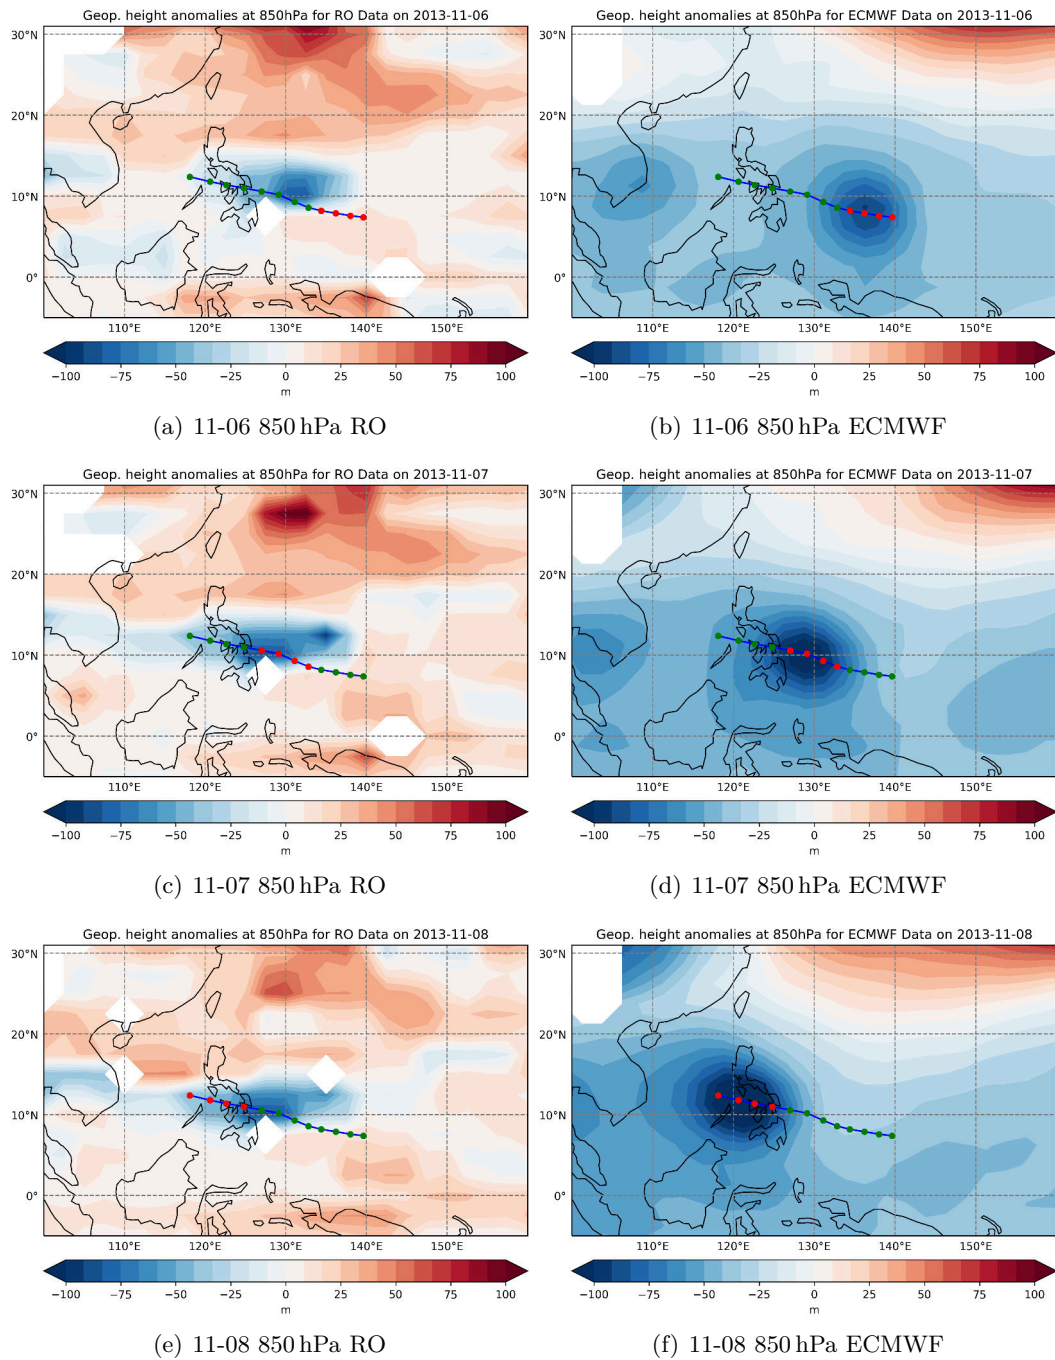 Geop. height anomalies at 850hPa for RO Data on 2013-11-06
Geop. height anomalies at 850hPa for ECMWF Data on 2013-11-06
30°N
20°N
10°N
0°
110°E 120°E 130°E 140°E 150°E
−100 −75 −50 −25 0 25 50 75 100
m
30°N
20°N
10°N
0°
110°E 120°E 130°E 140°E 150°E
−100 −75 −50 −25 0 25 50 75 100
m
(a) 11-06 850 hPa RO
(b) 11-06 850 hPa ECMWF
Geop. height anomalies at 850hPa for RO Data on 2013-11-07
Geop. height anomalies at 850hPa for ECMWF Data on 2013-11-07
30°N
20°N
10°N
0°
110°E 120°E 130°E 140°E 150°E
−100 −75 −50 −25 0 25 50 75 100
m
30°N
20°N
10°N
0°
110°E 120°E 130°E 140°E 150°E
−100 −75 −50 −25 0 25 50 75 100
m
(c) 11-07 850 hPa RO
(d) 11-07 850 hPa ECMWF
Geop. height anomalies at 850hPa for RO Data on 2013-11-08
Geop. height anomalies at 850hPa for ECMWF Data on 2013-11-08
30°N
20°N
10°N
0°
110°E 120°E 130°E 140°E 150°E
−100 −75 −50 −25 0 25 50 75 100
m
30°N
20°N
10°N
0°
110°E 120°E 130°E 140°E 150°E
−100 −75 −50 −25 0 25 50 75 100
m
(e) 11-08 850 hPa RO
(f) 11-08 850 hPa ECMWF